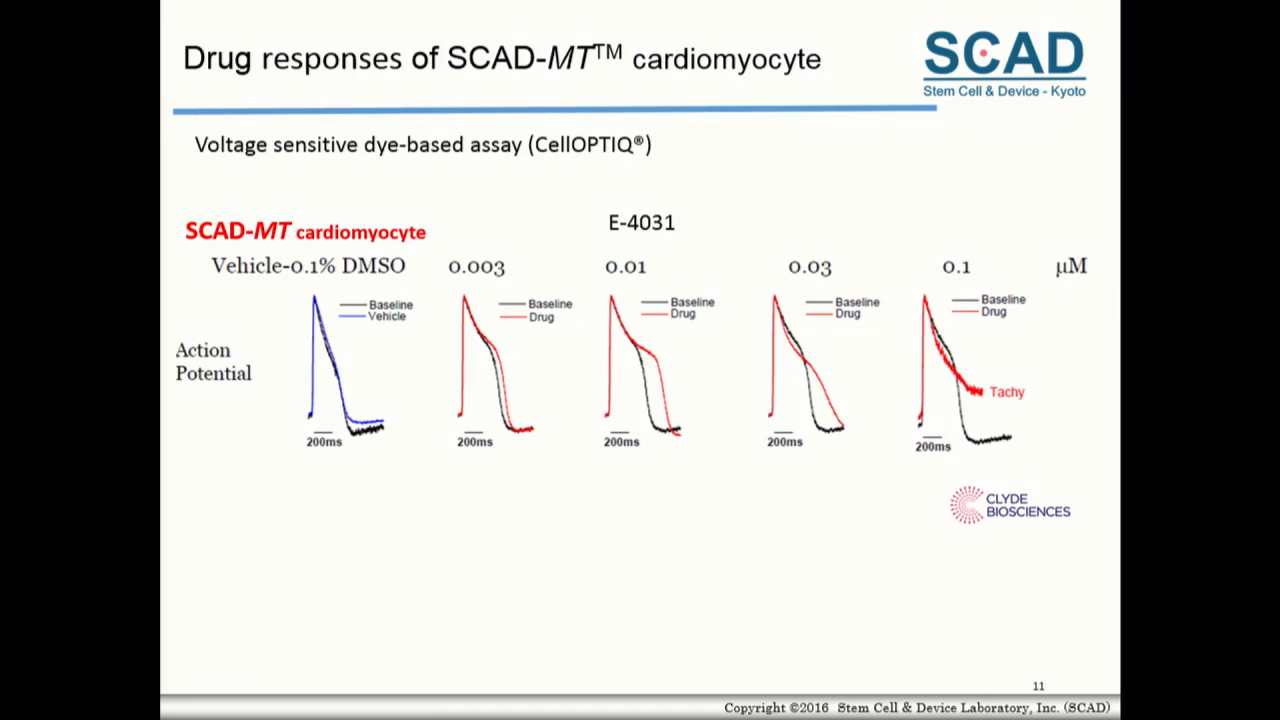 Drug responses of SCAD-MT™ cardiomyocyte
SCAD
Stem Cell & Device - Kyoto
Voltage sensitive dye-based assay (CellOPTIQ®)
SCAD-MT cardiomyocyte
E-4031
Vehicle-0.1% DMSO 0.003 0.01 0.03 0.1 µM
Action
Potential
Baseline
Vehicle
200ms
Baseline
Drug
200ms
Baseline
Drug
200ms
Baseline
Drug
200ms
Baseline
Drug
Tachy
200ms
CLYDE
BIOSCIENCES
11
Copyright ©2016 Stem Cell & Device Laboratory, Inc. (SCAD)